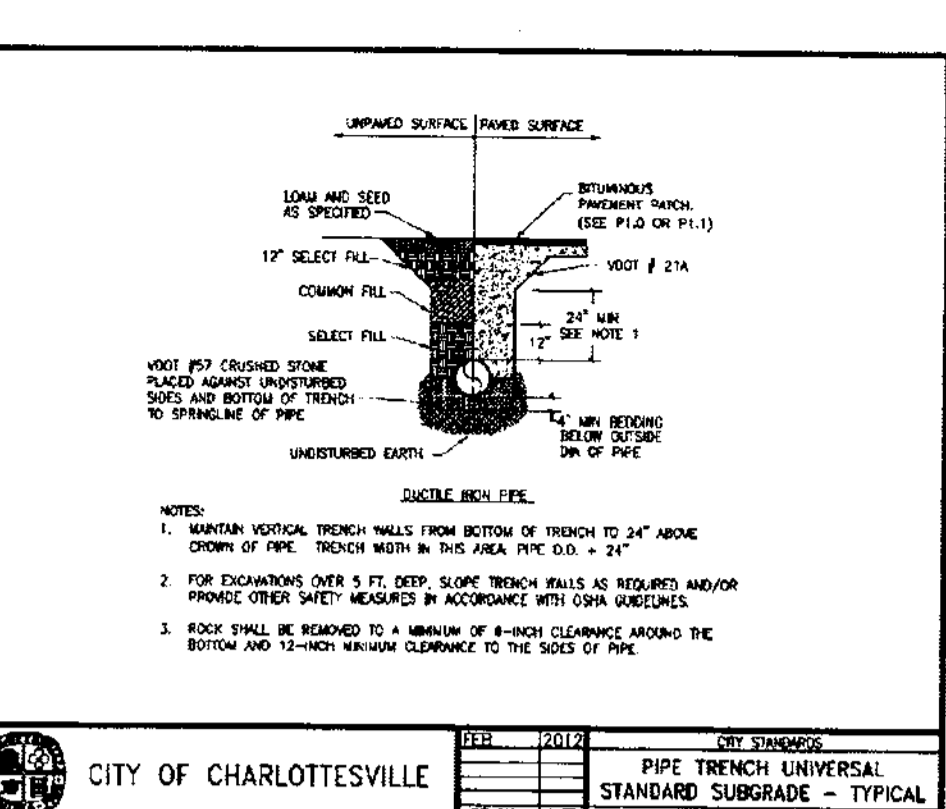 UNPAVED SURFACE PAVED SURFACE
LOAM AND SEED
AS SPECIFIED
BITUMINOUS
PAVEMENT PATCH.
(SEE P1.0 OR P1.1)
12" SELECT FILL
VDOT # 21A
COMMON FILL
24" MIN
SEE NOTE 1
12"
SELECT FILL
VDOT #57 CRUSHED STONE
PLACED AGAINST UNDISTURBED
SIDES AND BOTTOM OF TRENCH
TO SPRINGLINE OF PIPE
4" MIN BEDDING
BELOW OUTSIDE
DIA OF PIPE
UNDISTURBED EARTH
DUCTILE IRON PIPE
NOTES:
1. MAINTAIN VERTICAL TRENCH WALLS FROM BOTTOM OF TRENCH TO 24" ABOVE
CROWN OF PIPE. TRENCH WIDTH IN THIS AREA: PIPE O.D. + 24"
2. FOR EXCAVATIONS OVER 5 FT. DEEP, SLOPE TRENCH WALLS AS REQUIRED AND/OR
PROVIDE OTHER SAFETY MEASURES IN ACCORDANCE WITH OSHA GUIDELINES.
3. ROCK SHALL BE REMOVED TO A MINIMUM OF -INCH CLEARANCE AROUND THE
BOTTOM AND 12-INCH MINIMUM CLEARANCE TO THE SIDES OF PIPE.
FEB 2012
CITY STANDARDS
CITY OF CHARLOTTESVILLE
PIPE TRENCH UNIVERSAL
STANDARD SUBGRADE - TYPICAL